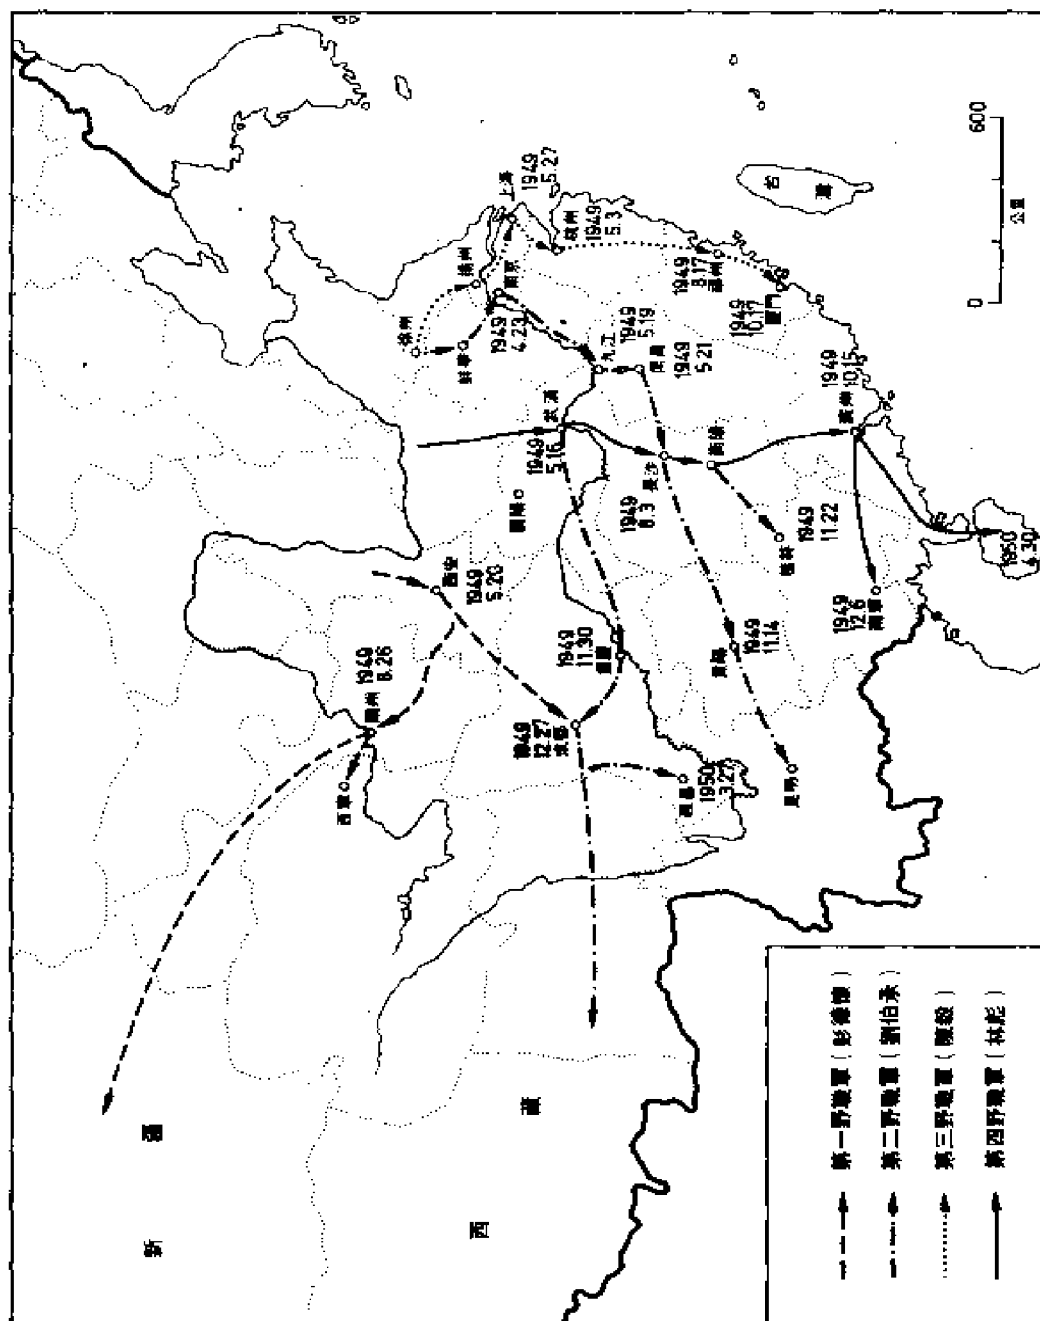 新疆
西藏
西寧
1949
8.26
蘭州
1949
5.20
西安
1949
12.27
成都
1949
11.30
重慶
西昌
1950
3.27
昆明
貴陽
1949
11.14
襄陽
1949
5.16
武漢
徐州
蚌埠
揚州
1949
4.23
南京
上海
1949
5.27
杭州
1949
5.3
九江
1949
5.19
南昌
1949
5.21
1949
8.3
長沙
衡陽
桂林
1949
11.22
1949
12.6
南寧
1949
10.15
廣州
1950
4.30
1949
8.17
福州
1949
10.17
廈門
台灣
第一野戰軍(彭德懷)
第二野戰軍(劉伯承)
第三野戰軍(陳毅)
第四野戰軍(林彪)
0 600
公里